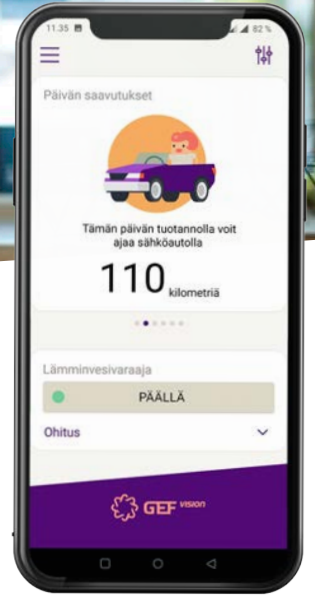 11.35 82 %
Päivän saavutukset
Tämän päivän tuotannolla voit
ajaa sähköautolla
110 kilometriä
Lämminvesivaraaja
PÄÄLLÄ
Ohitus
GEF VISION